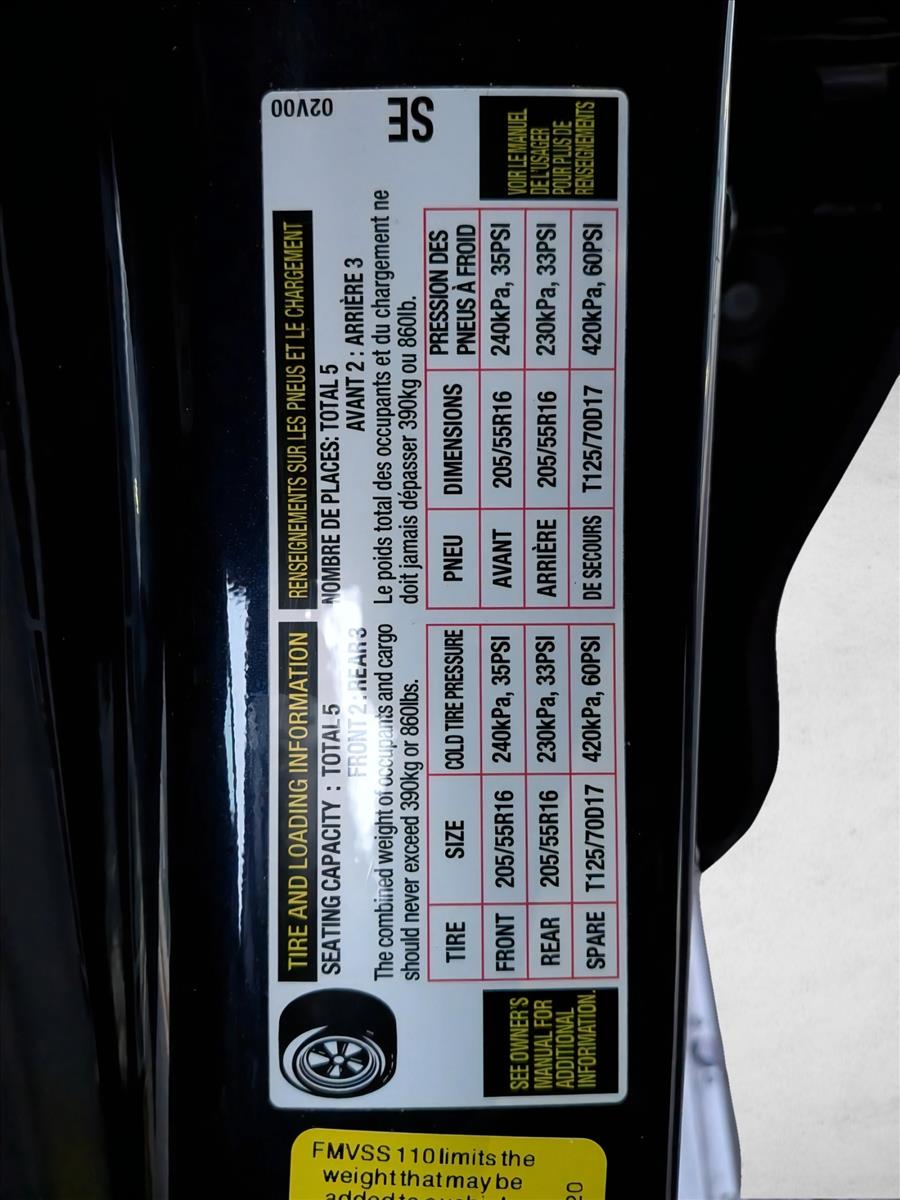 TIRE AND LOADING INFORMATION
SEATING CAPACITY : TOTAL 5
FRONT 2 : REAR 3
The combined weight of occupants and cargo
should never exceed 390kg or 860lbs.
TIRE SIZE COLD TIRE PRESSURE
FRONT 205/55R16 240kPa, 35PSI
REAR 205/55R16 230kPa, 33PSI
SPARE T125/70D17 420kPa, 60PSI
SEE OWNER'S
MANUAL FOR
ADDITIONAL
INFORMATION.
RENSEIGNEMENTS SUR LES PNEUS ET LE CHARGEMENT
NOMBRE DE PLACES: TOTAL 5
AVANT 2 : ARRIÈRE 3
Le poids total des occupants et du chargement ne
doit jamais dépasser 390kg ou 860lb.
PNEU DIMENSIONS PRESSION DES
PNEUS À FROID
AVANT 205/55R16 240kPa, 35PSI
ARRIÈRE 205/55R16 230kPa, 33PSI
DE SECOURS T125/70D17 420kPa, 60PSI
02V00
SE
VOIR LE MANUEL
DE L'USAGER
POUR PLUS DE
RENSEIGNEMENTS
FMVSS 110 limits the
weight that may be
20